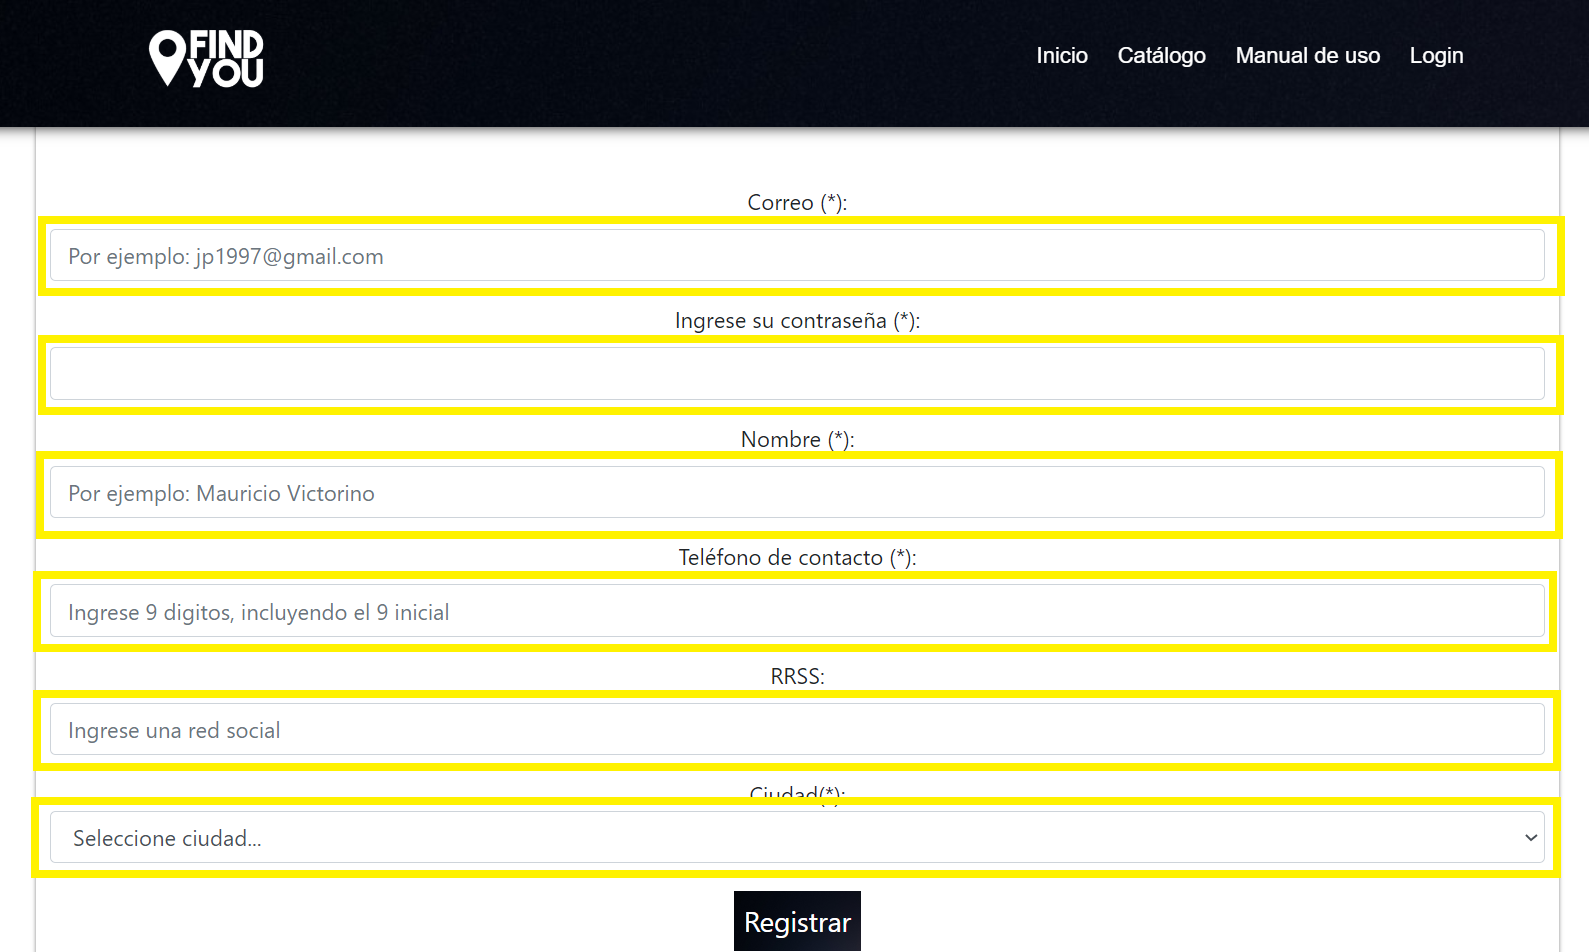 FIND
YOU
Inicio Catálogo Manual de uso Login
Correo (*):
Por ejemplo: jp1997@gmail.com
Ingrese su contraseña (*):
Nombre (*):
Por ejemplo: Mauricio Victorino
Teléfono de contacto (*):
Ingrese 9 digitos, incluyendo el 9 inicial
RRSS:
Ingrese una red social
Ciudad(*):
Seleccione ciudad...
Registrar